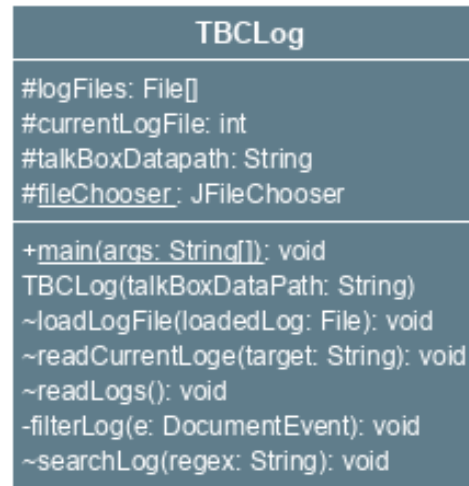 TBCLog
#logFiles: File[]
#currentLogFile: int
#talkBoxDatapath: String
#fileChooser : JFileChooser
+main(args: String[]): void
TBCLog(talkBoxDataPath: String)
~loadLogFile(loadedLog: File): void
~readCurrentLoge(target: String): void
~readLogs(): void
-filterLog(e: DocumentEvent): void
~searchLog(regex: String): void